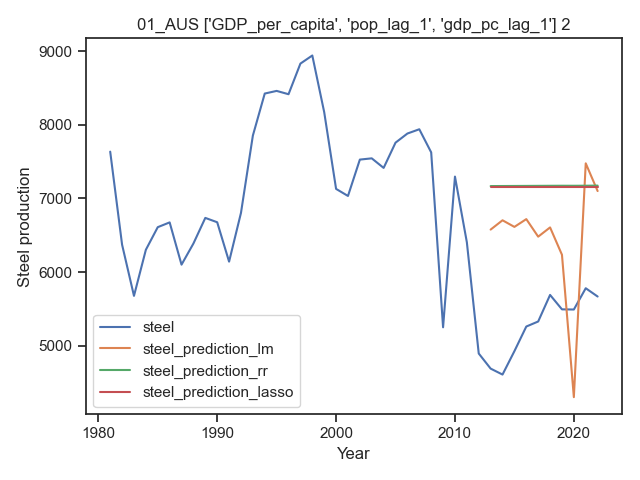 01_AUS ['GDP_per_capita', 'pop_lag_1', 'gdp_pc_lag_1'] 2
9000
8000
7000
6000
5000
Steel production
steel
steel_prediction_lm
steel_prediction_rr
steel_prediction_lasso
1980
1990
2000
2010
2020
Year